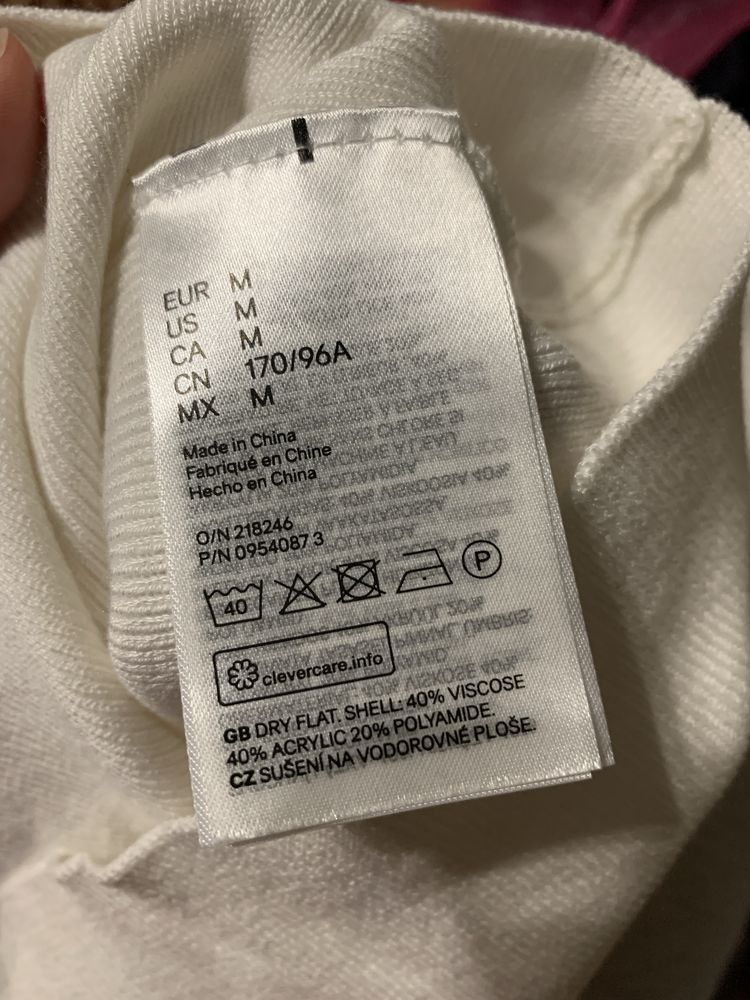 EUR M
US M
CA M
CN 170/96A
MX M
Made in China
Fabriqué en Chine
Hecho en China
O/N 218246
P/N 0954087 3
40 P
clevercare.info
GB DRY FLAT. SHELL: 40% VISCOSE
40% ACRYLIC 20% POLYAMIDE.
CZ SUŠENÍ NA VODOROVNÉ PLOŠE.